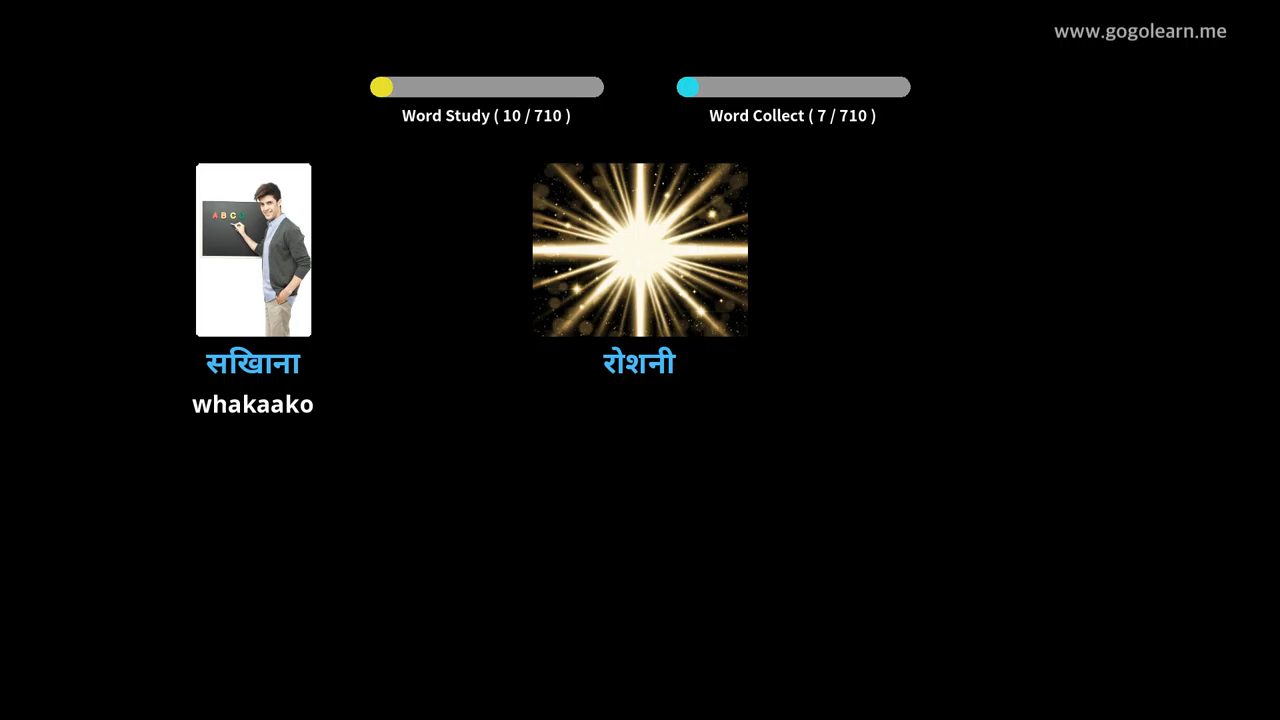 www.gogolearn.me
Word Study ( 10 / 710 )
Word Collect ( 7 / 710 )
A B C D
सखिाना
रोशनी
whakaako